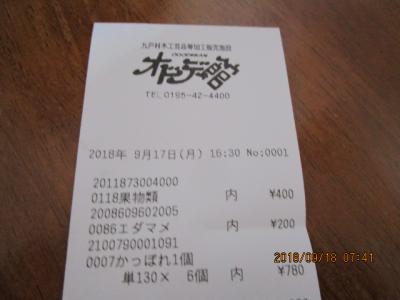 九戸村木工芸品等加工販売施設
オドデ館
TEL 0195-42-4400
2018年 9月17日(月) 16:30 No:0001
2011873004000
0118果物類 内 ¥400
2008609602005
0086エダマメ 内 ¥200
2100790001091
0007かっぽれ1個
単130× 6個 内 ¥780
2018/09/18 07:41